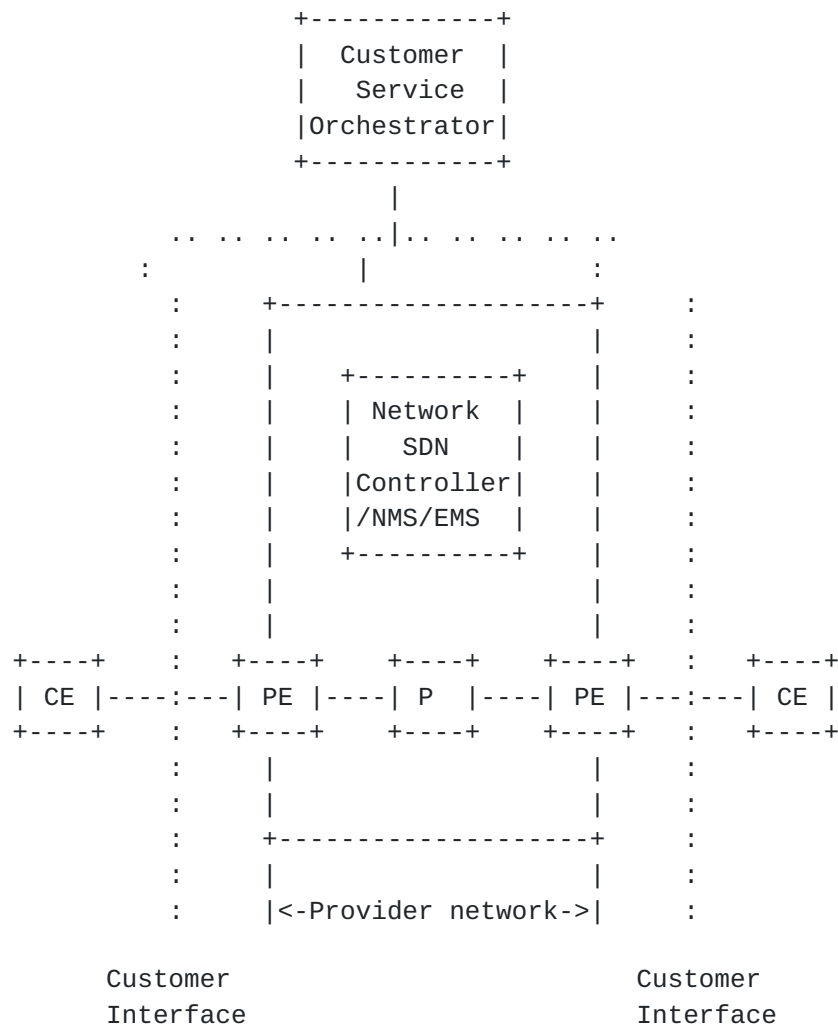 Customer
Service
Orchestrator
Network
SDN
Controller
/NMS/EMS
CE PE P PE CE
<-Provider network->
Customer Customer
Interface Interface